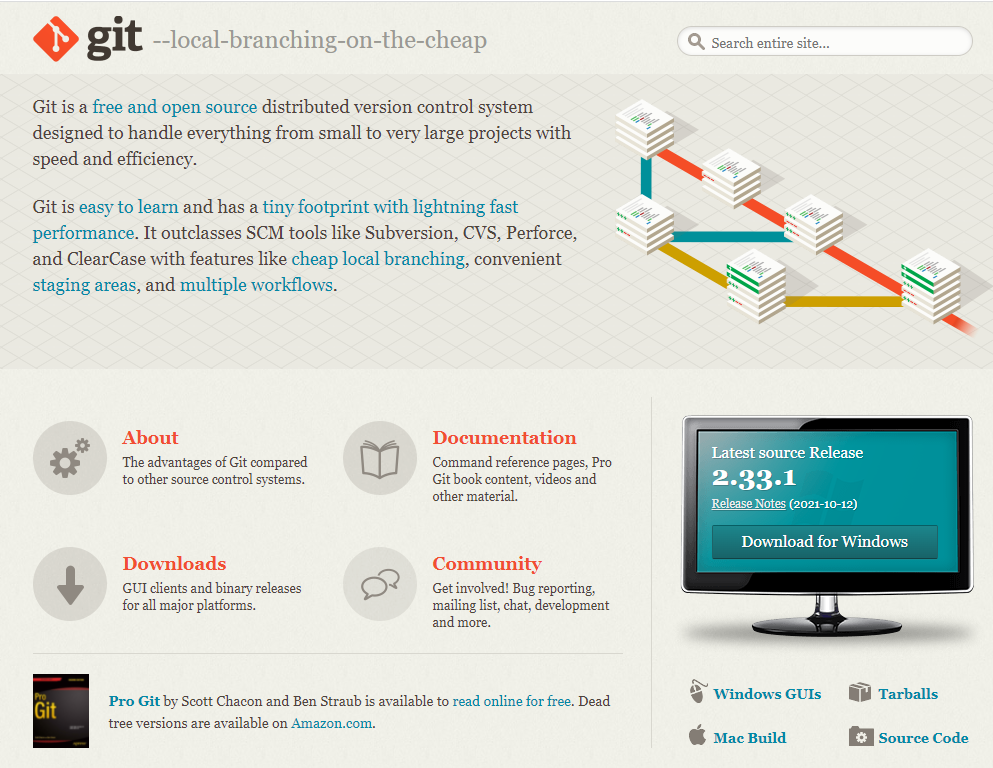 git --local-branching-on-the-cheap
Search entire site...
Git is a free and open source distributed version control system
designed to handle everything from small to very large projects with
speed and efficiency.
Git is easy to learn and has a tiny footprint with lightning fast
performance. It outclasses SCM tools like Subversion, CVS, Perforce,
and ClearCase with features like cheap local branching, convenient
staging areas, and multiple workflows.
About
The advantages of Git compared
to other source control systems.
Documentation
Command reference pages, Pro
Git book content, videos and
other material.
Downloads
GUI clients and binary releases
for all major platforms.
Community
Get involved! Bug reporting,
mailing list, chat, development
and more.
Latest source Release
2.33.1
Release Notes (2021-10-12)
Download for Windows
Windows GUIs
Tarballs
Mac Build
Source Code
Pro
Git
Pro Git by Scott Chacon and Ben Straub is available to read online for free. Dead
tree versions are available on Amazon.com.